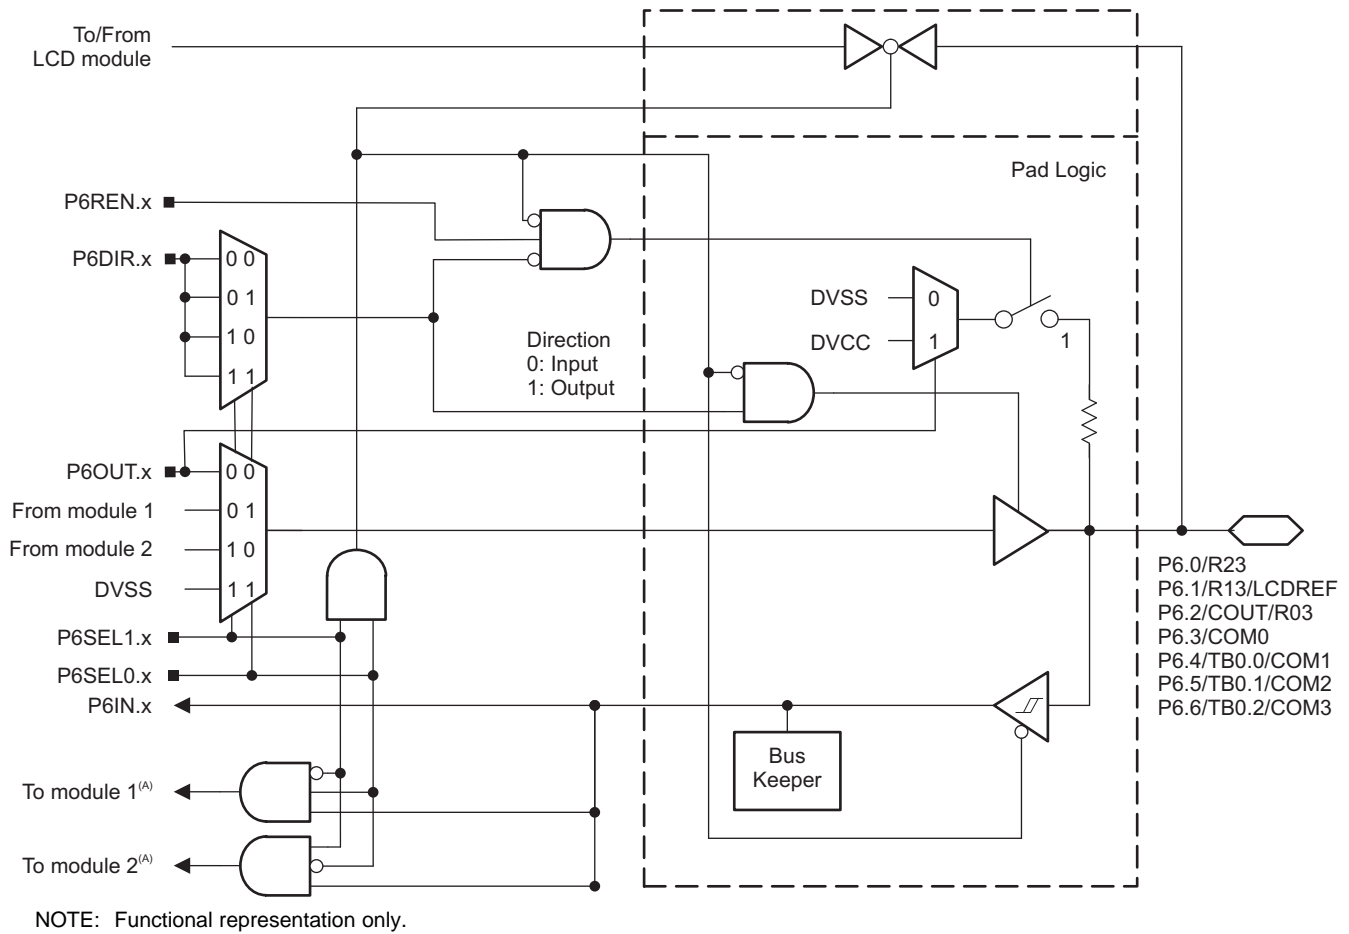 To/From
LCD module
Pad Logic
P6REN.x
P6DIR.x
0 0
0 1
1 0
1 1
Direction
0: Input
1: Output
DVSS
0
DVCC
1
1
P6OUT.x
0 0
From module 1
0 1
From module 2
1 0
DVSS
1 1
P6SEL1.x
P6SEL0.x
P6IN.x
P6.0/R23
P6.1/R13/LCDREF
P6.2/COUT/R03
P6.3/COM0
P6.4/TB0.0/COM1
P6.5/TB0.1/COM2
P6.6/TB0.2/COM3
Bus
Keeper
To module 1(A)
To module 2(A)
NOTE: Functional representation only.